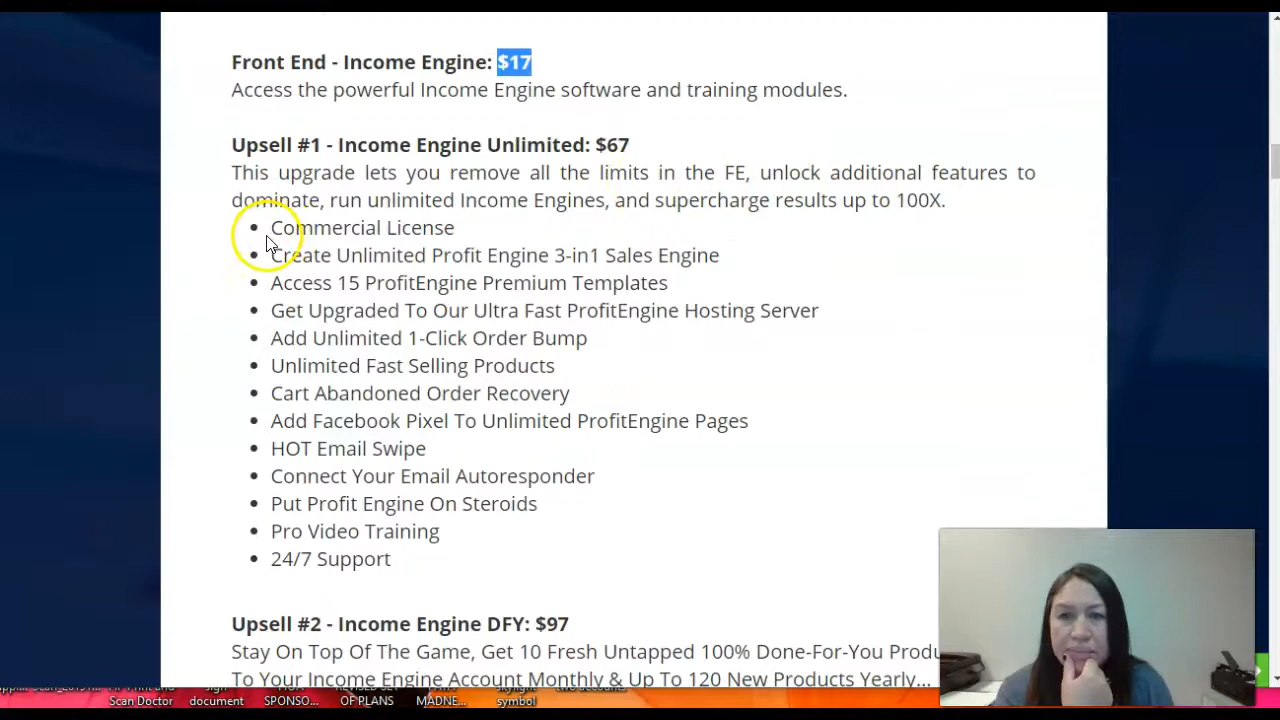 Front End - Income Engine: $17
Access the powerful Income Engine software and training modules.
Upsell #1 - Income Engine Unlimited: $67
This upgrade lets you remove all the limits in the FE, unlock additional features to
dominate, run unlimited Income Engines, and supercharge results up to 100X.
Commercial License
Create Unlimited Profit Engine 3-in1 Sales Engine
Access 15 ProfitEngine Premium Templates
Get Upgraded To Our Ultra Fast ProfitEngine Hosting Server
Add Unlimited 1-Click Order Bump
Unlimited Fast Selling Products
Cart Abandoned Order Recovery
Add Facebook Pixel To Unlimited ProfitEngine Pages
HOT Email Swipe
Connect Your Email Autoresponder
Put Profit Engine On Steroids
Pro Video Training
24/7 Support
Upsell #2 - Income Engine DFY: $97
Stay On Top Of The Game, Get 10 Fresh Untapped 100% Done-For-You Produ
To Your Income Engine Account Monthly & Up To 120 New Products Yearly...
Scan Doctor
document
SPONSO...
OF PLANS
MADNE...
symbol